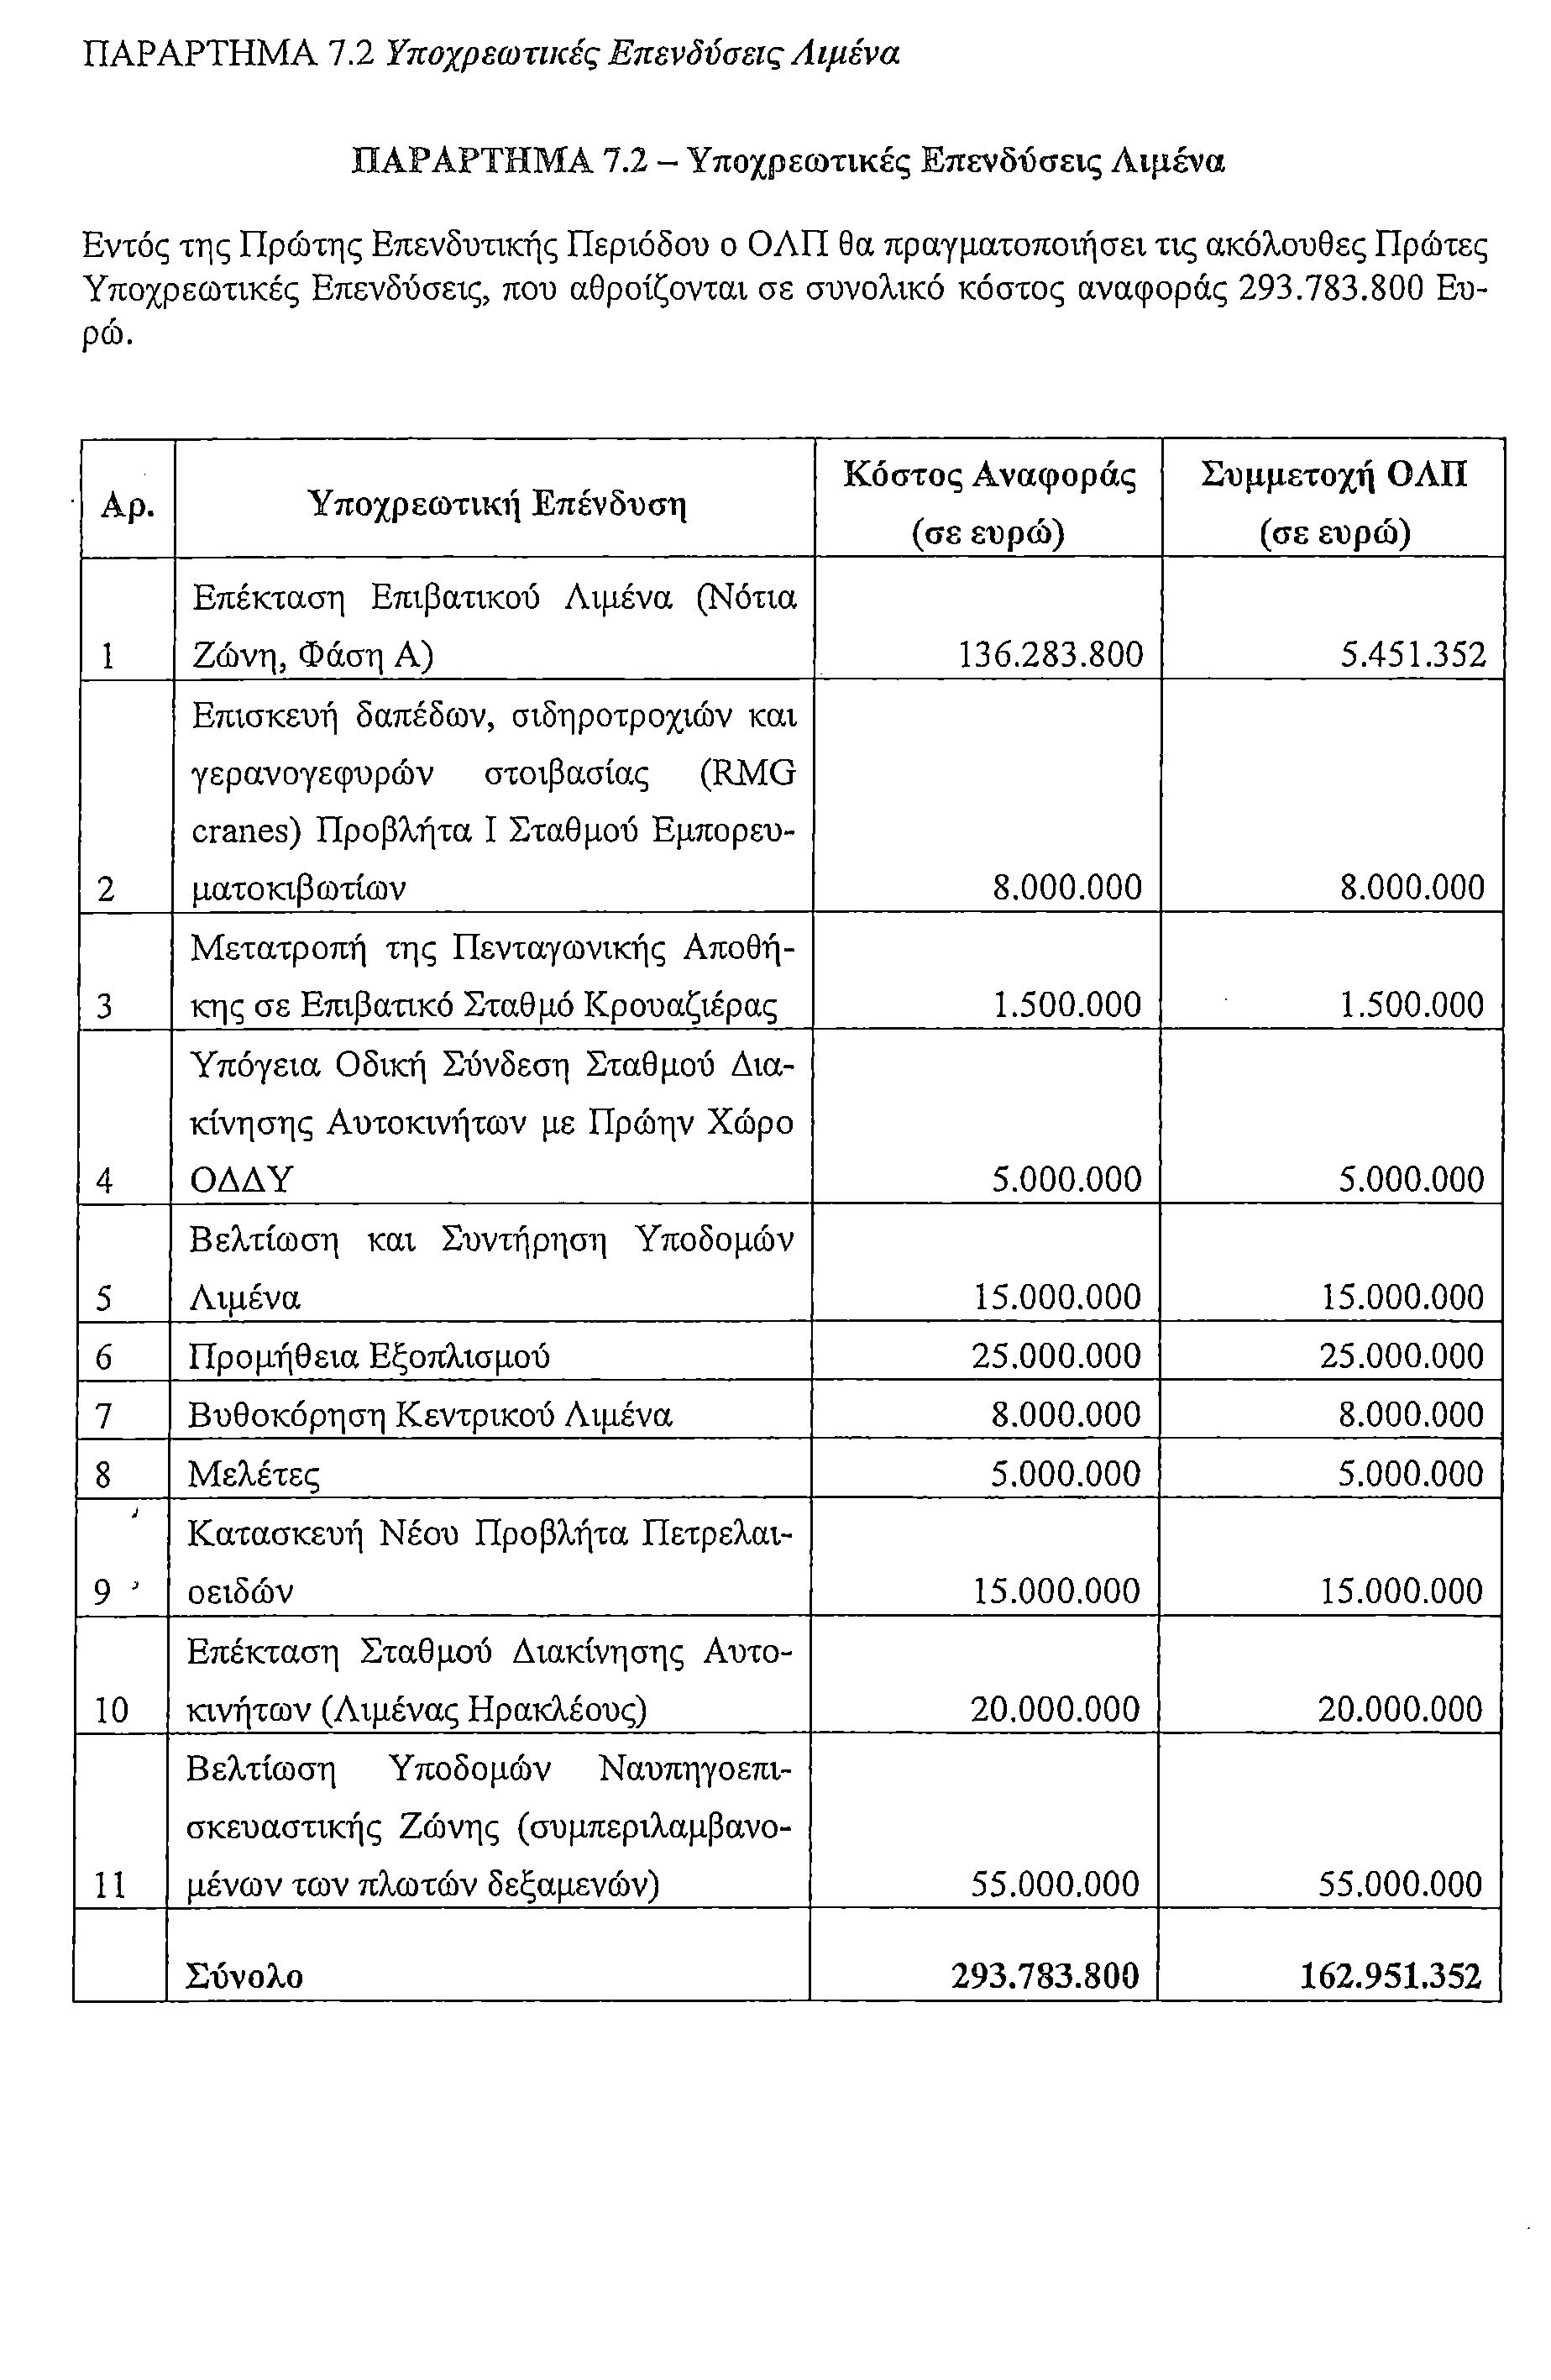 ΠΑΡΑΡΤΗΜΑ 7.2 Υποχρεωτικές Επενδύσεις Λιμένα
ΠΑΡΑΡΤΗΜΑ 7.2 – Υποχρεωτικές Επενδύσεις Λιμένα
Εντός της Πρώτης Επενδυτικής Περιόδου ο ΟΛΠ θα πραγματοποιήσει τις ακόλουθες Πρώτες
Υποχρεωτικές Επενδύσεις, που αθροίζονται σε συνολικό κόστος αναφοράς 293.783.800 Ευ-
ρώ.
Αρ. Υποχρεωτική Επένδυση Κόστος Αναφοράς (σε ευρώ) Συμμετοχή ΟΛΠ (σε ευρώ)
Επέκταση Επιβατικού Λιμένα (Νότια
1 Ζώνη, Φάση Α) 136.283.800 5.451.352
Επισκευή δαπέδων, σιδηροτροχιών και
γερανογεφυρών στοιβασίας (RMG
cranes) Προβλήτα Ι Σταθμού Εμπορευ-
2 ματοκιβωτίων 8.000.000 8.000.000
Μετατροπή της Πενταγωνικής Αποθή-
3 κης σε Επιβατικό Σταθμό Κρουαζιέρας 1.500.000 1.500.000
Υπόγεια Οδική Σύνδεση Σταθμού Δια-
κίνησης Αυτοκινήτων με Πρώην Χώρο
4 ΟΔΔΥ 5.000.000 5.000.000
Βελτίωση και Συντήρηση Υποδομών
5 Λιμένα 15.000.000 15.000.000
6 Προμήθεια Εξοπλισμού 25.000.000 25.000.000
7 Βυθοκόρηση Κεντρικού Λιμένα 8.000.000 8.000.000
8 Μελέτες 5.000.000 5.000.000
Κατασκευή Νέου Προβλήτα Πετρελαι-
9 οειδών 15.000.000 15.000.000
Επέκταση Σταθμού Διακίνησης Αυτο-
10 κινήτων (Λιμένας Ηρακλέους) 20.000.000 20.000.000
Βελτίωση Υποδομών Ναυπηγοεπι-
σκευαστικής Ζώνης (συμπεριλαμβανο-
11 μένων των πλωτών δεξαμενών) 55.000.000 55.000.000
Σύνολο 293.783.800 162.951.352